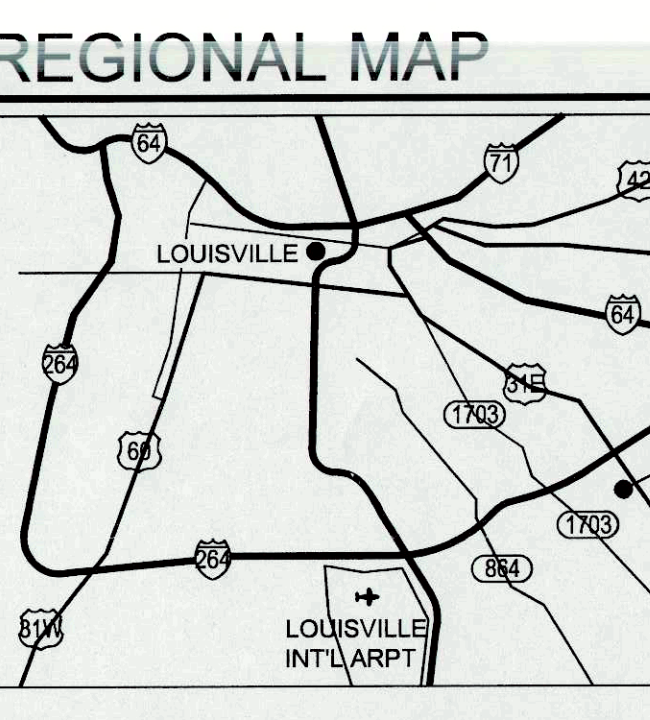 REGIONAL MAP
64
71
42
LOUISVILLE
64
264
31E
1703
60
1703
264
864
31W
LOUISVILLE
INT'L ARPT